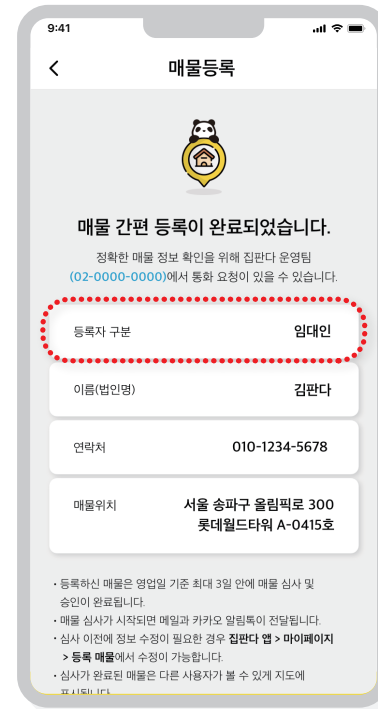 9:41
매물등록
매물 간편 등록이 완료되었습니다.
정확한 매물 정보 확인을 위해 집판다 운영팀
(02-0000-0000)에서 통화 요청이 있을 수 있습니다.
등록자 구분 임대인
이름(법인명) 김판다
연락처 010-1234-5678
매물위치 서울 송파구 올림픽로 300
롯데월드타워 A-0415호
• 등록하신 매물은 영업일 기준 최대 3일 안에 매물 심사 및
승인이 완료됩니다.
• 매물 심사가 시작되면 메일과 카카오 알림톡이 전달됩니다.
• 심사 이전에 정보 수정이 필요한 경우 집판다 앱 > 마이페이지
> 등록 매물에서 수정이 가능합니다.
• 심사가 완료된 매물은 다른 사용자가 볼 수 있게 지도에
표시됩니다